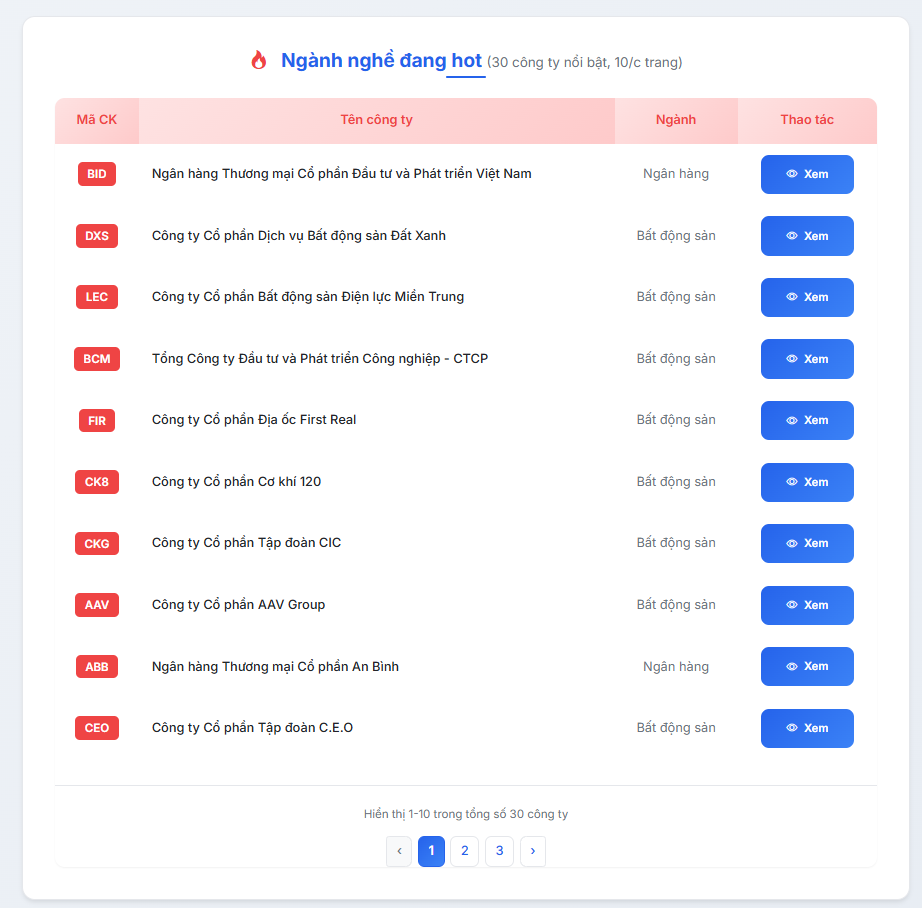 Ngành nghề đang hot (30 công ty nổi bật, 10/c trang)
Mã CK Tên công ty Ngành Thao tác
BID Ngân hàng Thương mại Cổ phần Đầu tư và Phát triển Việt Nam Ngân hàng Xem
DXS Công ty Cổ phần Dịch vụ Bất động sản Đất Xanh Bất động sản Xem
LEC Công ty Cổ phần Bất động sản Điện lực Miền Trung Bất động sản Xem
BCM Tổng Công ty Đầu tư và Phát triển Công nghiệp - CTCP Bất động sản Xem
FIR Công ty Cổ phần Địa ốc First Real Bất động sản Xem
CK8 Công ty Cổ phần Cơ khí 120 Bất động sản Xem
CKG Công ty Cổ phần Tập đoàn CIC Bất động sản Xem
AAV Công ty Cổ phần AAV Group Bất động sản Xem
ABB Ngân hàng Thương mại Cổ phần An Bình Ngân hàng Xem
CEO Công ty Cổ phần Tập đoàn C.E.O Bất động sản Xem
Hiển thị 1-10 trong tổng số 30 công ty
‹ 1 2 3 ›